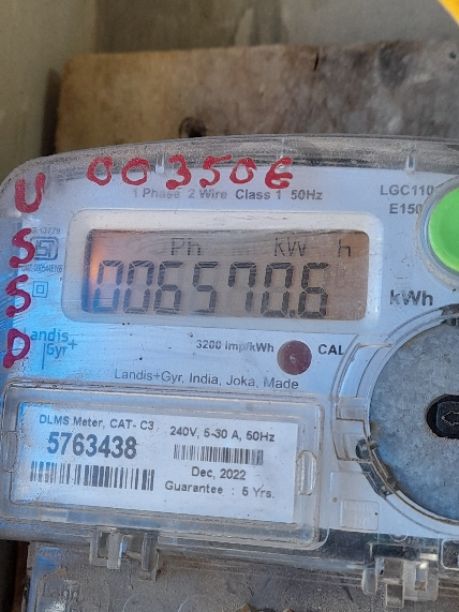 003506
1 Phase 2 Wire Class 1 50Hz
LGC110
E150
USSD
Ph kW h
006570.6
kWh
Landis
Gyr+
3200 imp/kWh
CAL
Landis+Gyr, India, Joka, Made
DLMS Meter, CAT- C3
240V, 5-30 A, 50Hz
5763438
Dec, 2022
Guarantee : 5 Yrs.